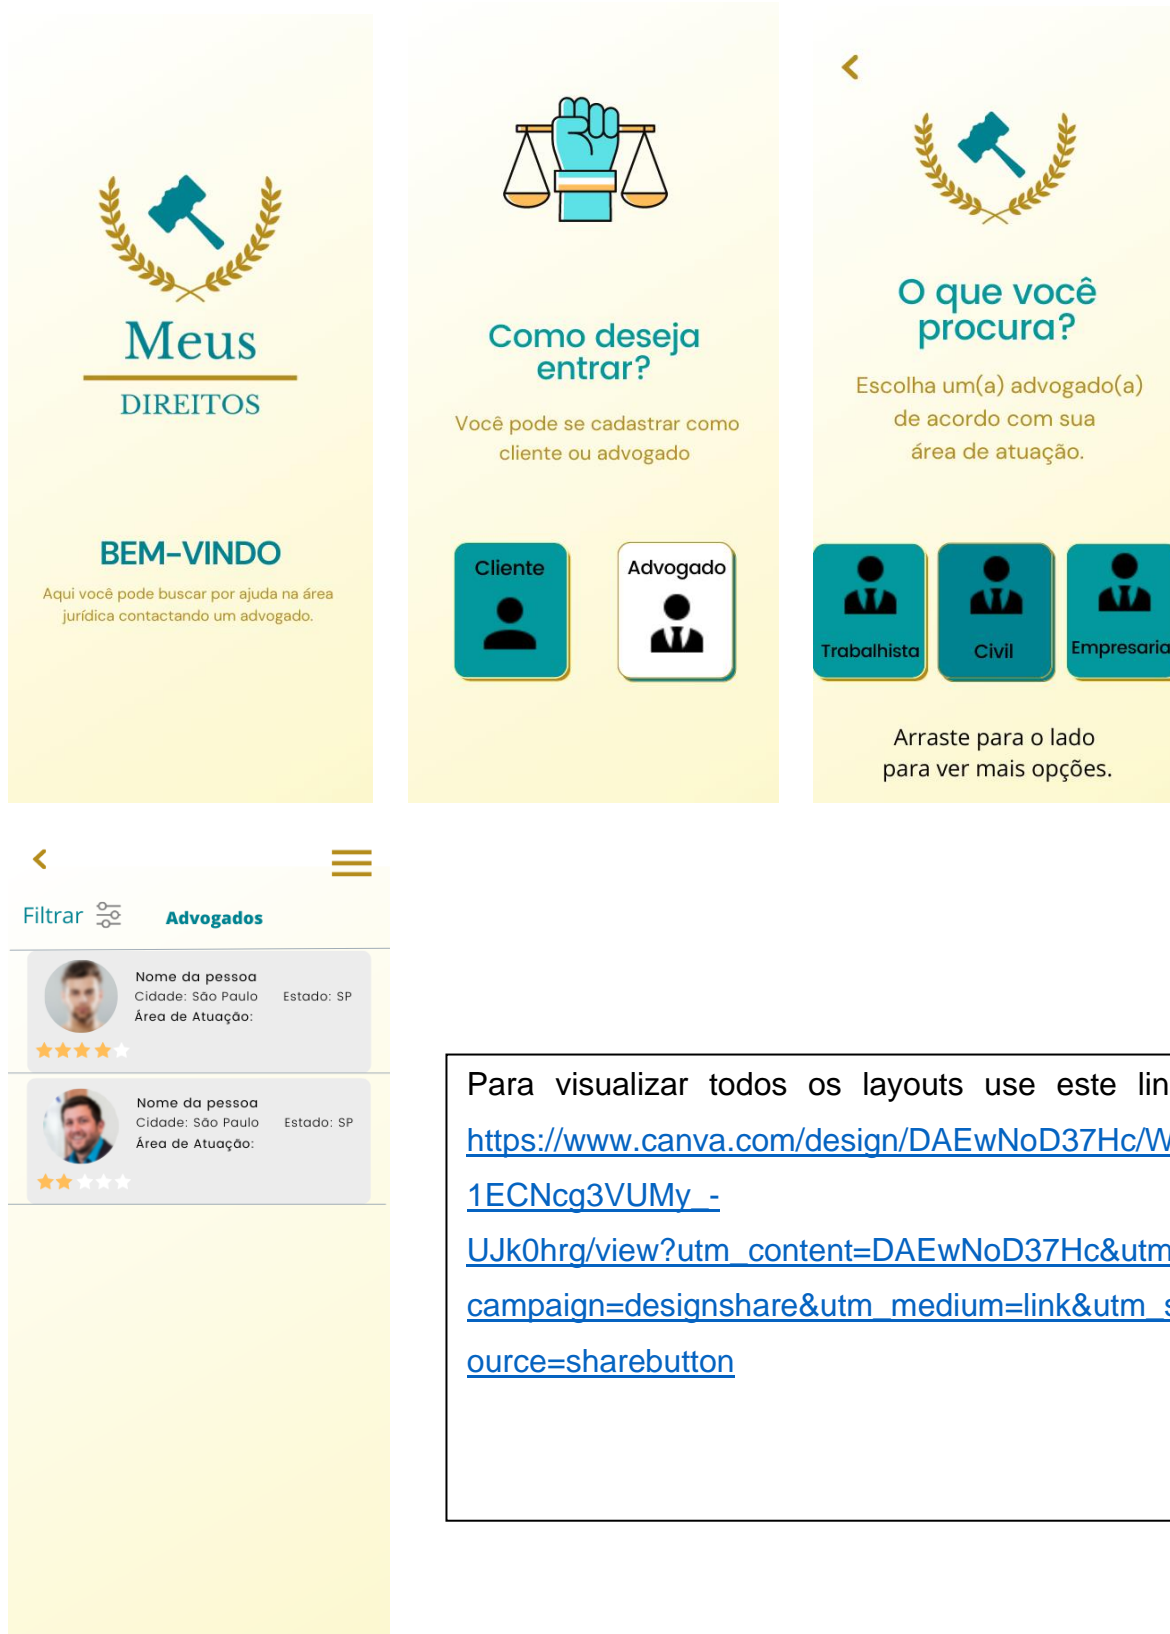 Meus
DIREITOS
BEM-VINDO
Aqui você pode buscar por ajuda na área
jurídica contactando um advogado.
Como deseja
entrar?
Você pode se cadastrar como
cliente ou advogado
Cliente
Advogado
O que você
procura?
Escolha um(a) advogado(a)
de acordo com sua
área de atuação.
Trabalhista
Civil
Empresaria
Arraste para o lado
para ver mais opções.
Filtrar
Advogados
Nome da pessoa
Cidade: São Paulo Estado: SP
Área de Atuação:
Nome da pessoa
Cidade: São Paulo Estado: SP
Área de Atuação:
Para visualizar todos os layouts use este lin
https://www.canva.com/design/DAEwNoD37Hc/W
1ECNcg3VUMy_-
UJk0hrg/view?utm_content=DAEwNoD37Hc&utm
campaign=designshare&utm_medium=link&utm_s
ource=sharebutton